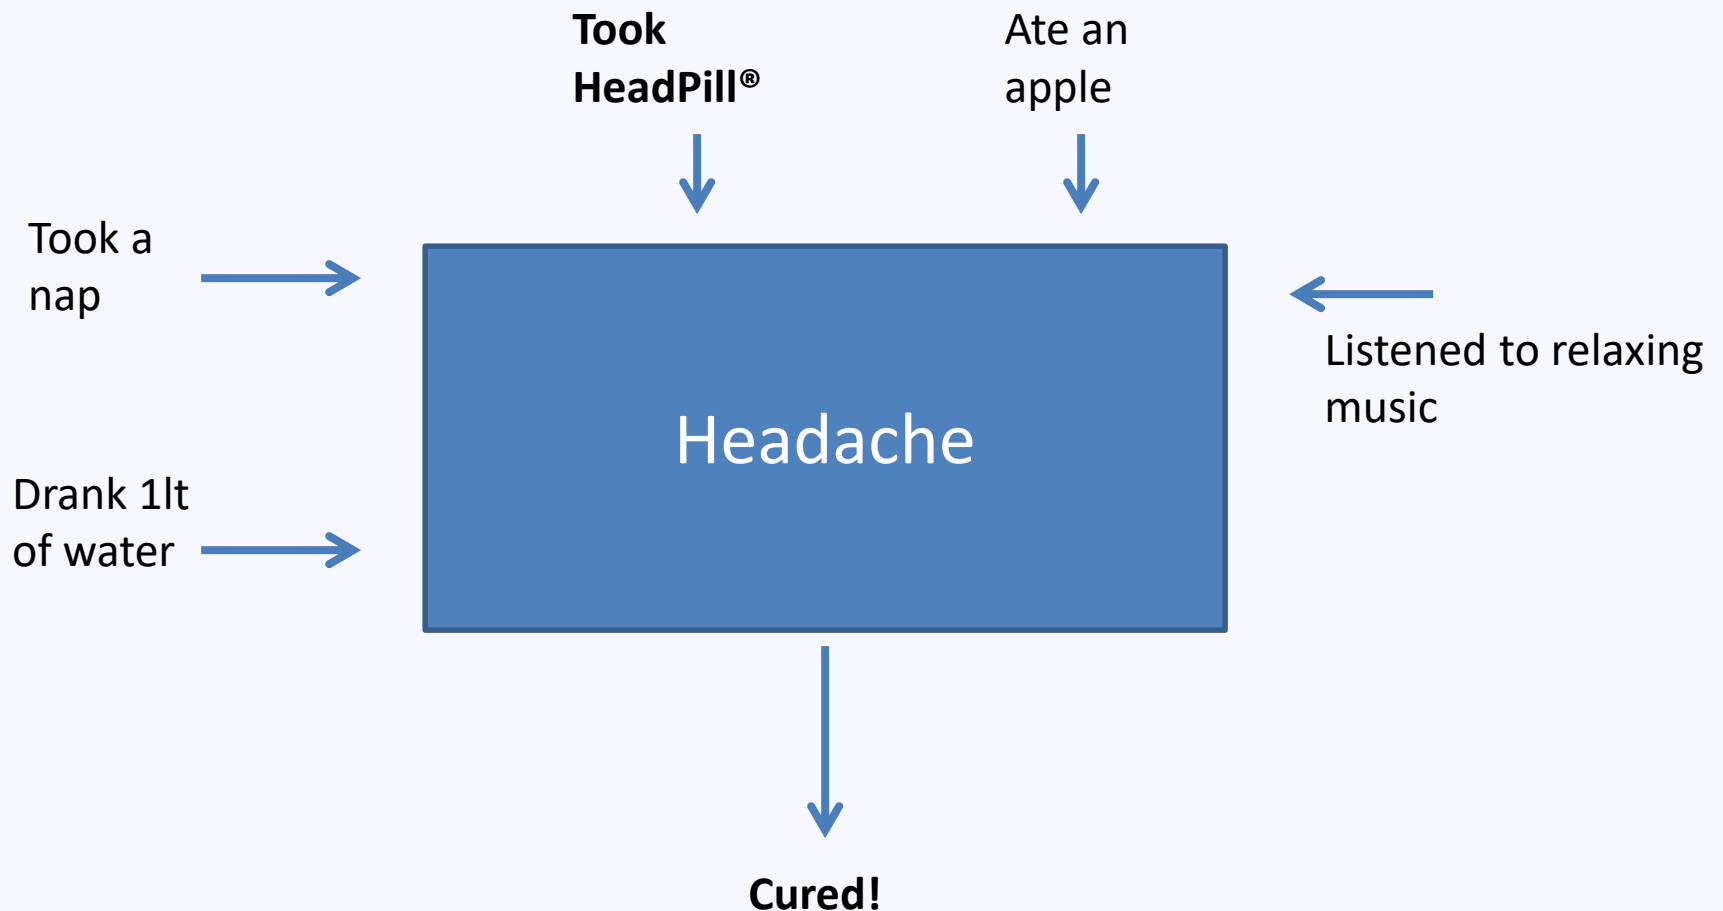 Took
HeadPill®
Ate an
apple
Took a
nap
Listened to relaxing
music
Headache
Drank 1lt
of water
Cured!